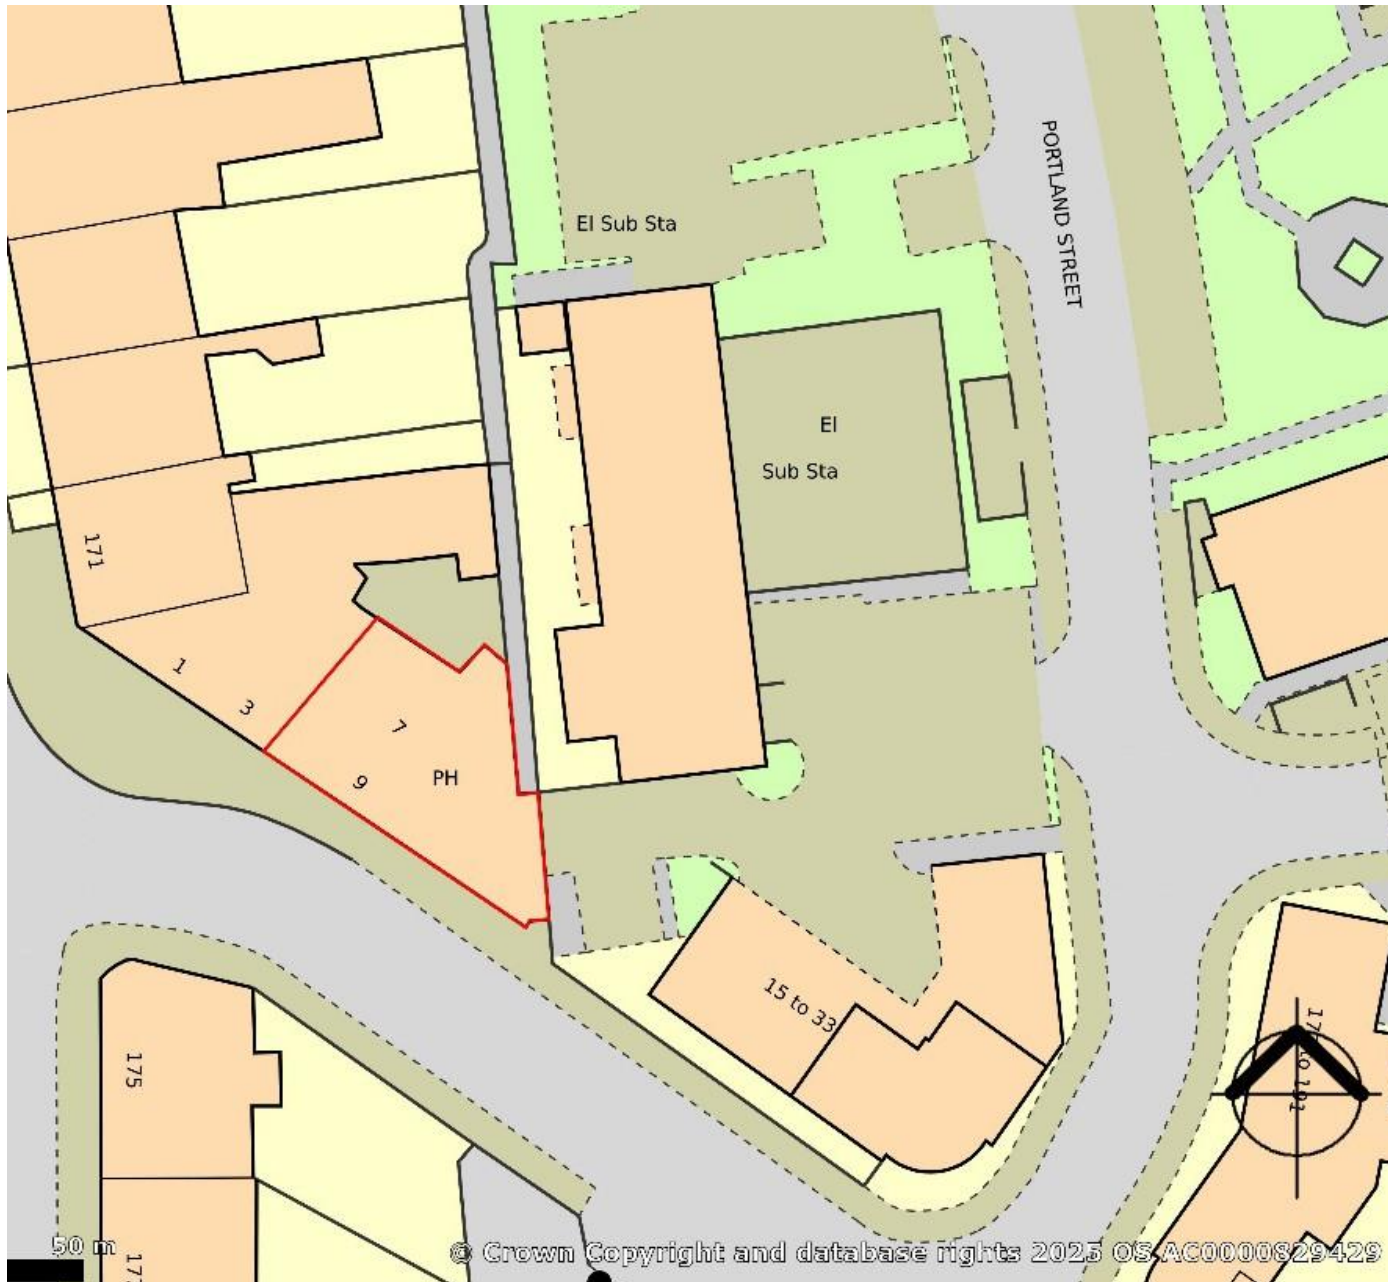 PORTLAND STREET
El Sub Sta
El
Sub Sta
171
1
3
7
9
PH
15 to 33
175
50 m
© Crown Copyright and database rights 2025 OS AC0000829429